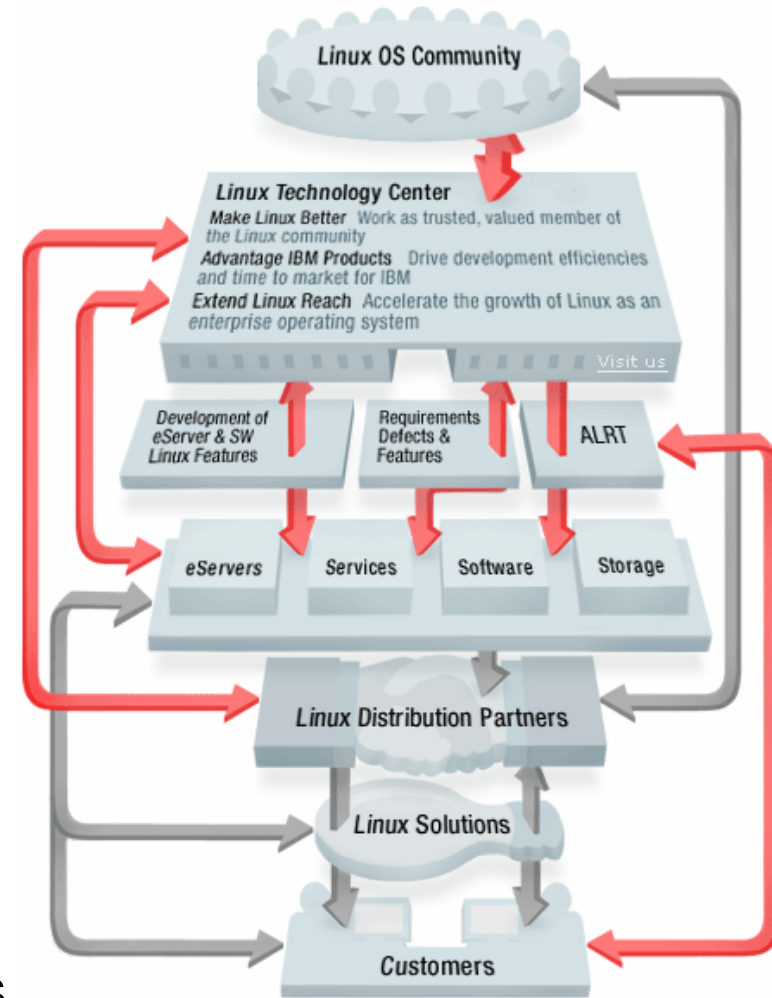 Linux OS Community
Linux Technology Center
Make Linux Better Work as trusted, valued member of
the Linux community
Advantage IBM Products Drive development efficiencies
and time to market for IBM
Extend Linux Reach Accelerate the growth of Linux as an
enterprise operating system
Visit us
Development of
eServer & SW
Linux Features
Requirements
Defects &
Features
ALRT
eServers
Services
Software
Storage
Linux Distribution Partners
Linux Solutions
Customers